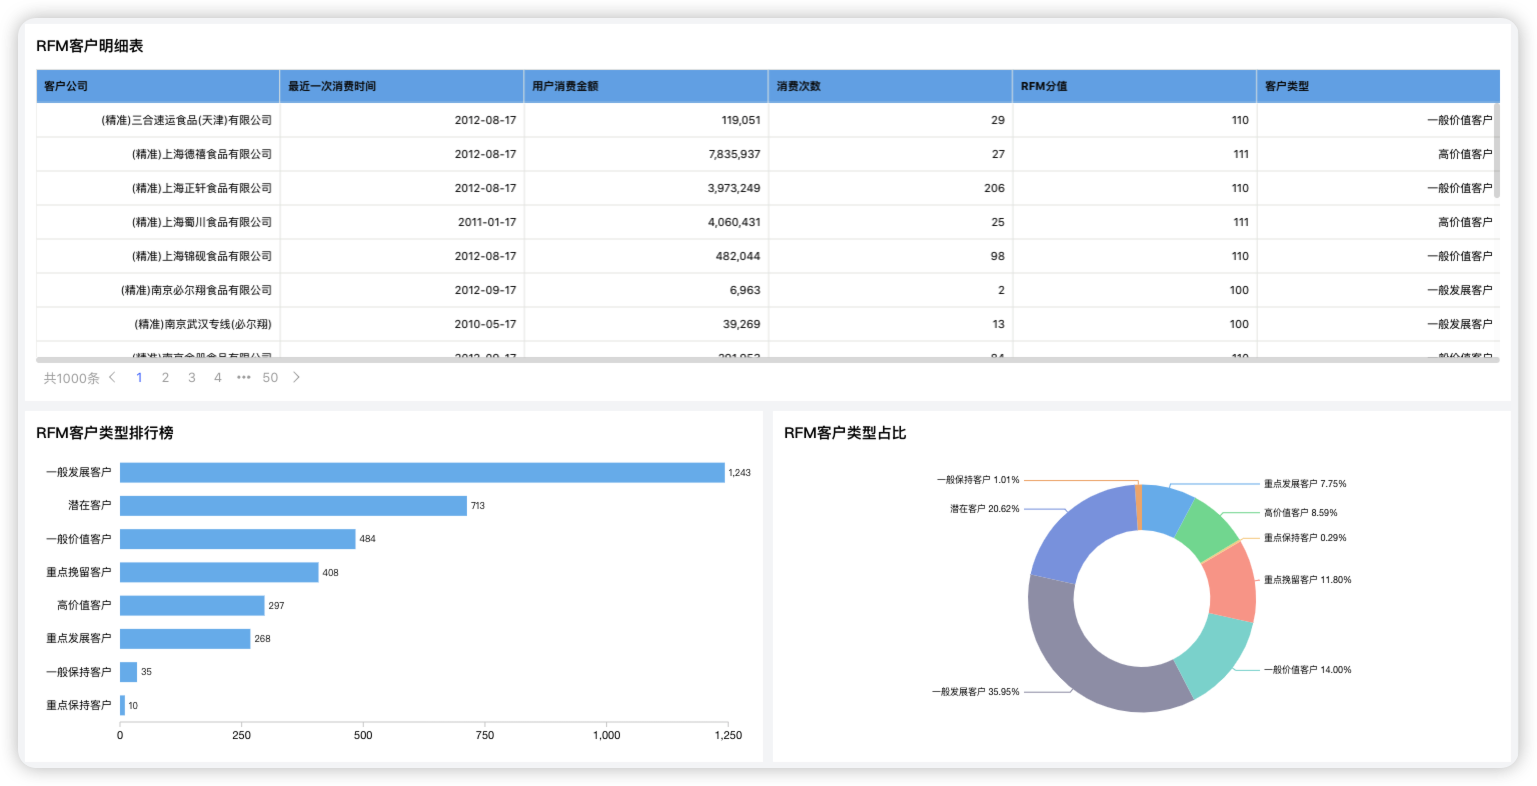 RFM客户明细表
客户公司 最近一次消费时间 用户消费金额 消费次数 RFM分值 客户类型
(精准)三合速运食品(天津)有限公司 2012-08-17 119,051 29 110 一般价值客户
(精准)上海德禧食品有限公司 2012-08-17 7,835,937 27 111 高价值客户
(精准)上海正轩食品有限公司 2012-08-17 3,973,249 206 110 一般价值客户
(精准)上海蜀川食品有限公司 2011-01-17 4,060,431 25 111 高价值客户
(精准)上海锦砚食品有限公司 2012-08-17 482,044 98 110 一般价值客户
(精准)南京必尔翔食品有限公司 2012-09-17 6,963 2 100 一般发展客户
(精准)南京武汉专线(必尔翔) 2010-05-17 39,269 13 100 一般发展客户
共1000条 1 2 3 4 ••• 50
RFM客户类型排行榜
一般发展客户 1,243
潜在客户 713
一般价值客户 484
重点挽留客户 408
高价值客户 297
重点发展客户 268
一般保持客户 35
重点保持客户 10
0 250 500 750 1,000 1,250
RFM客户类型占比
一般保持客户 1.01%
重点发展客户 7.75%
潜在客户 20.62%
高价值客户 8.59%
重点保持客户 0.29%
重点挽留客户 11.80%
一般价值客户 14.00%
一般发展客户 35.95%